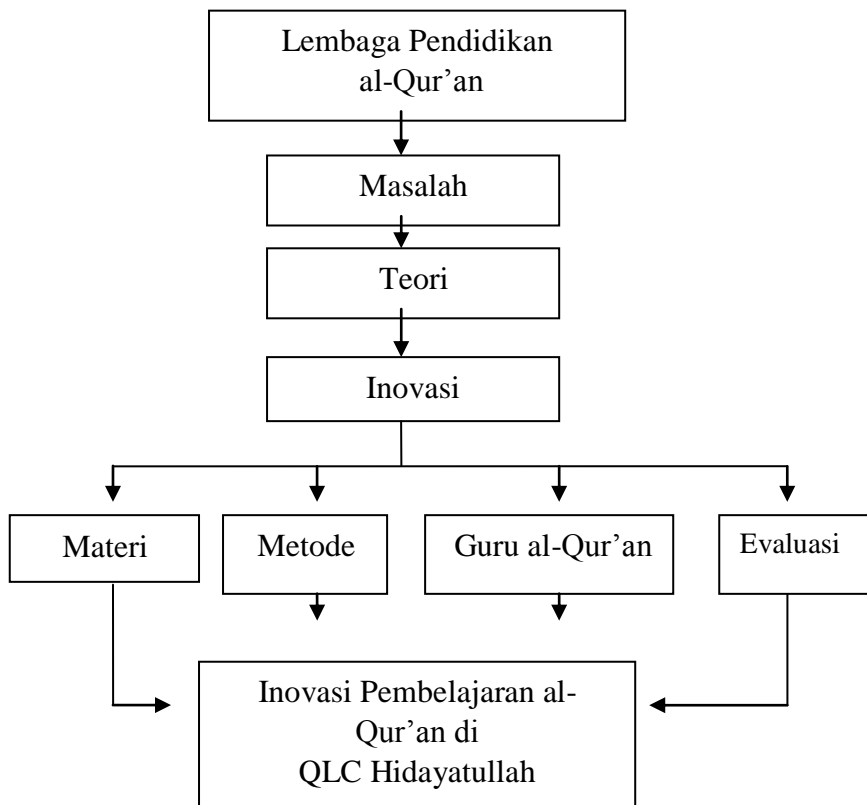 Lembaga Pendidikan
al-Qur’an
Masalah
Teori
Inovasi
Materi
Metode
Guru al-Qur’an
Evaluasi
Inovasi Pembelajaran al-
Qur’an di
QLC Hidayatullah